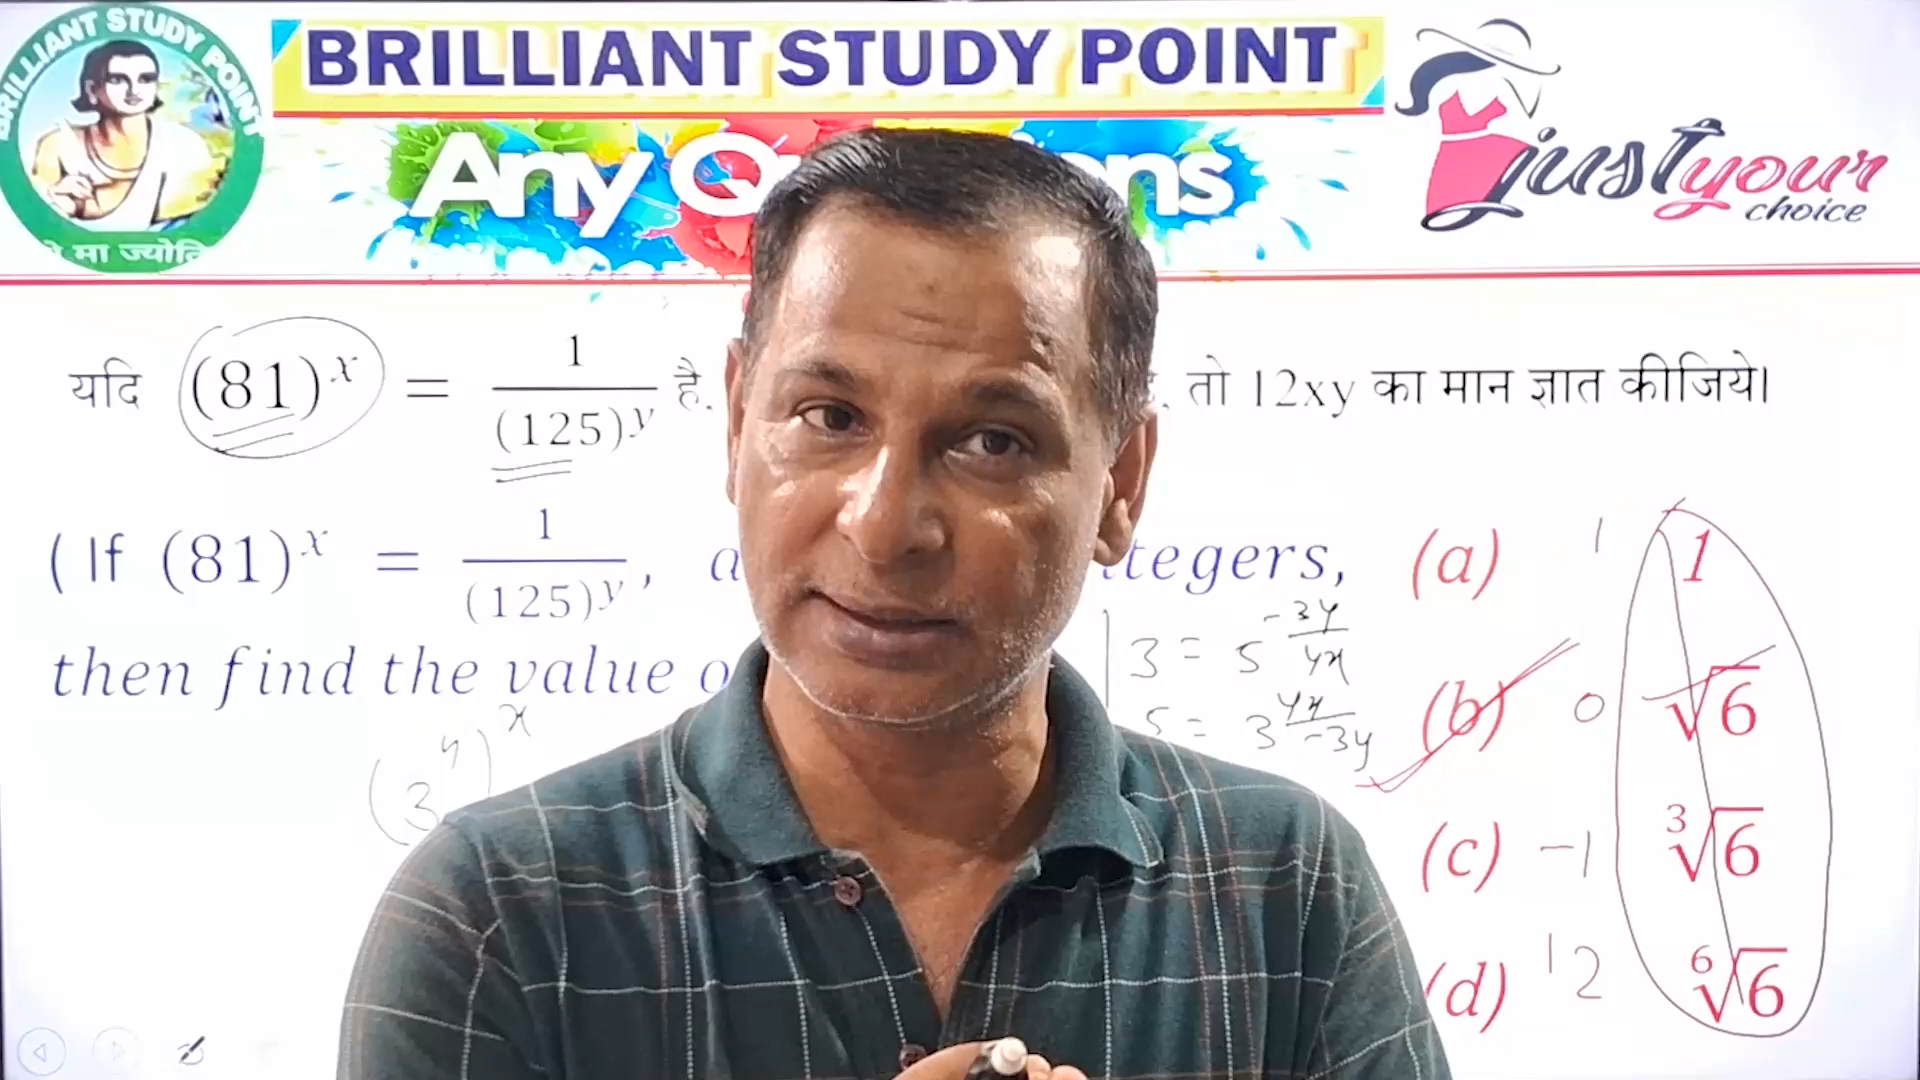 BRILLIANT STUDY POINT
BRILLIANT STUDY POINT
Any
ns
just your
choice
मा ज्योति
यदि (81)^x = 1/(125)^y है, , तो 12xy का मान ज्ञात कीजिये।
(If (81)^x = 1/(125)^y, a tegers,
then find the value o
(3^4)^x
3 = 5^(-3y/4x)
5 = 3^(4x/-3y)
(a) 1 1
(b) 0 √6
(c) -1 ∛6
(d) 12 ⁶√6